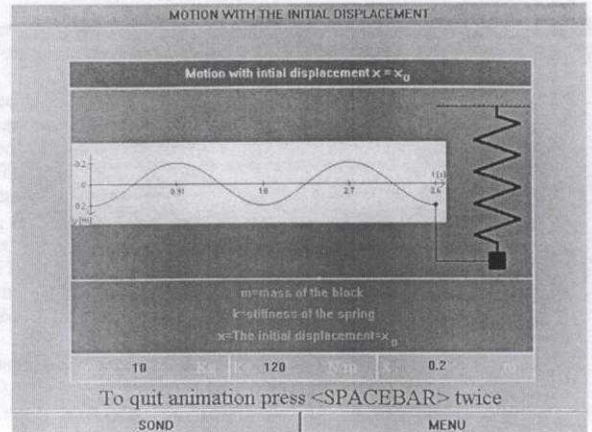 MOTION WITH THE INITIAL DISPLACEMENT
Motion with intial displacement x = x₀
-0.2
0
0.2
x[m]
0.91 1.8 2.7 3.6
t[s]
m=mass of the block
k=stiffness of the spring
x=The initial displacement=x₀
10 Kg k 120 N/m x 0.2 m
To quit animation press <SPACEBAR> twice
SOND MENU